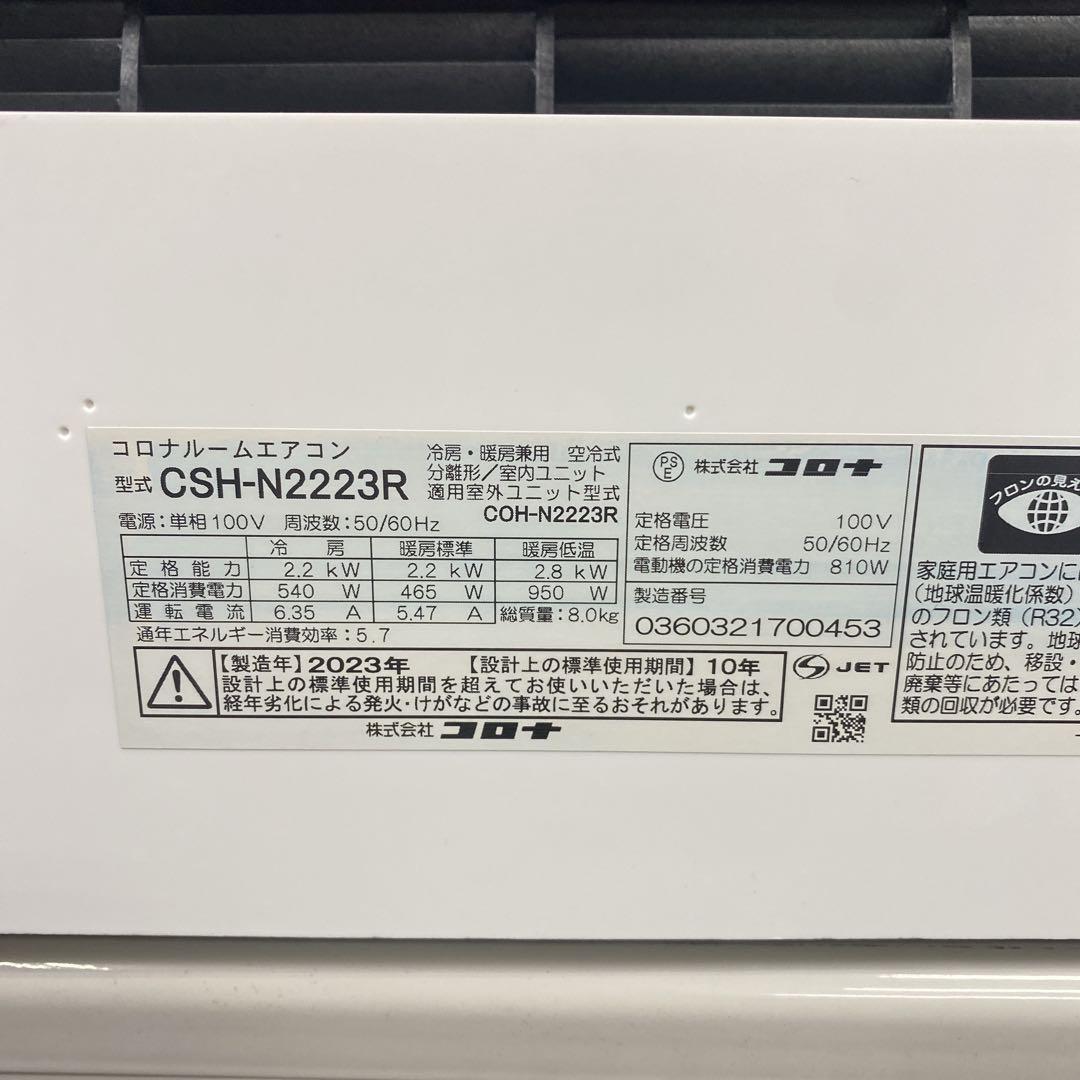 コロナルームエアコン
型式 CSH-N2223R
冷房・暖房兼用 空冷式
分離形/室内ユニット
適用室外ユニット型式
COH-N2223R
電源:単相100V 周波数:50/60Hz
冷房 暖房標準 暖房低温
定格能力 2.2 kW 2.2 kW 2.8 kW
定格消費電力 540 W 465 W 950 W
運転電流 6.35 A 5.47 A 総質量:8.0kg
通年エネルギー消費効率:5.7
PSE 株式会社 コロナ
定格電圧 100V
定格周波数 50/60Hz
電動機の定格消費電力 810W
製造番号
0360321700453
【製造年】2023年 【設計上の標準使用期間】10年
設計上の標準使用期間を超えてお使いいただいた場合は、
経年劣化による発火・けがなどの事故に至るおそれがあります。
JET
株式会社 コロナ
フロンの見え
家庭用エアコンには
(地球温暖化係数)
のフロン類(R32)
されています。地球
防止のため、移設・
廃棄等にあたっては
類の回収が必要です。